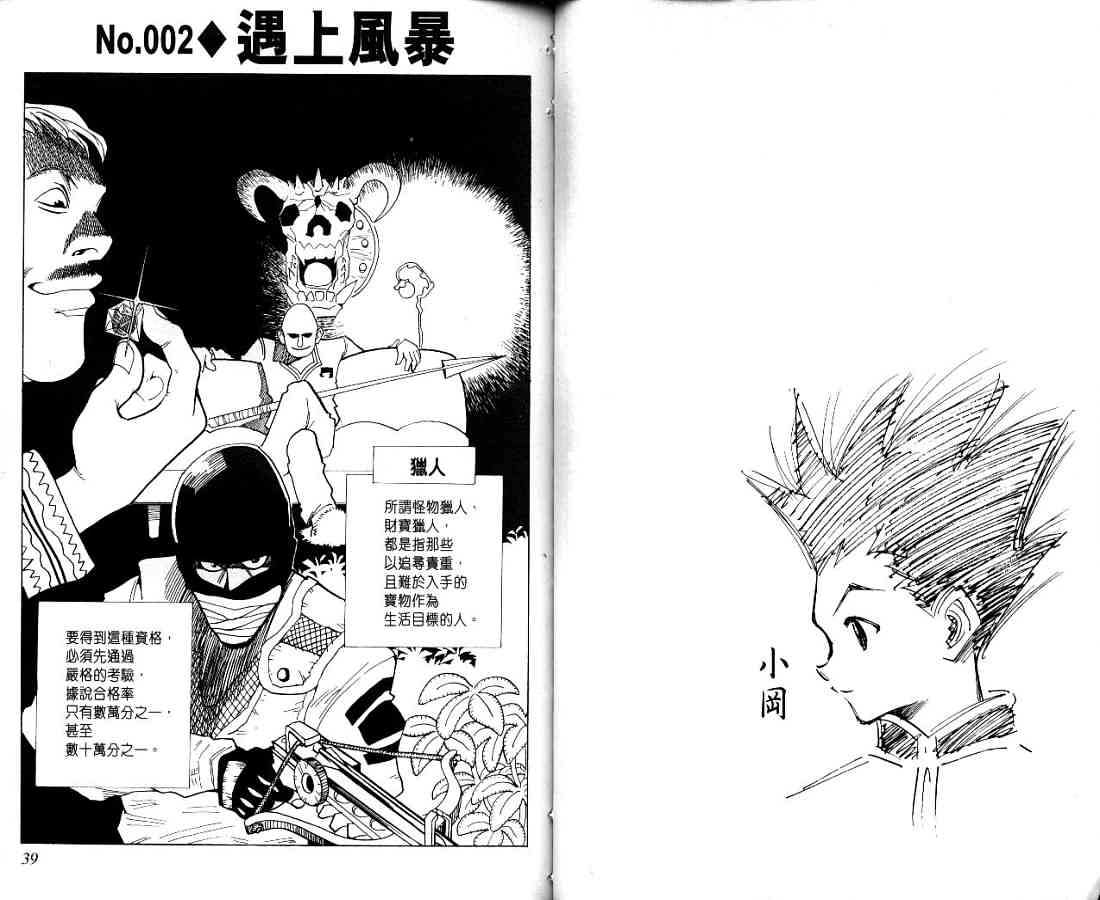 No.002◆遇上風暴
獵人
所謂怪物獵人、
財寶獵人，
都是指那些
以追尋貴重，
且難於入手的
寶物作為
生活目標的人。
要得到這種資格，
必須先通過
嚴格的考驗，
據說合格率
只有數萬分之一，
甚至
數十萬分之一。
39
小岡